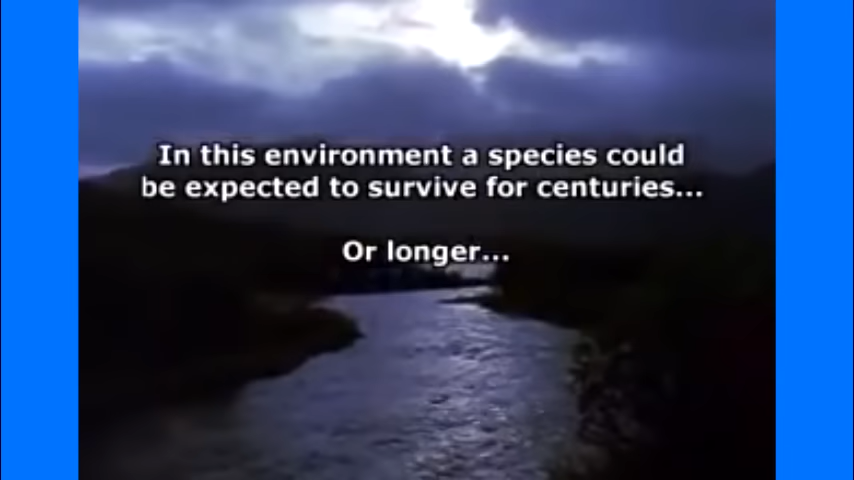 In this environment a species could
be expected to survive for centuries...
Or longer...